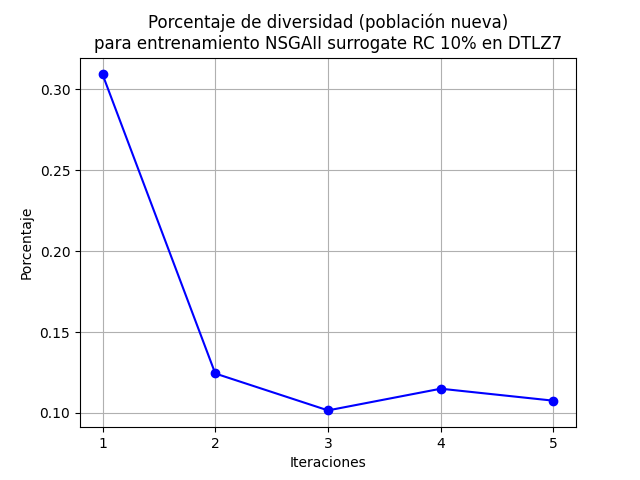 Porcentaje de diversidad (población nueva)
para entrenamiento NSGAII surrogate RC 10% en DTLZ7
Porcentaje
0.30
0.25
0.20
0.15
0.10
1 2 3 4 5
Iteraciones